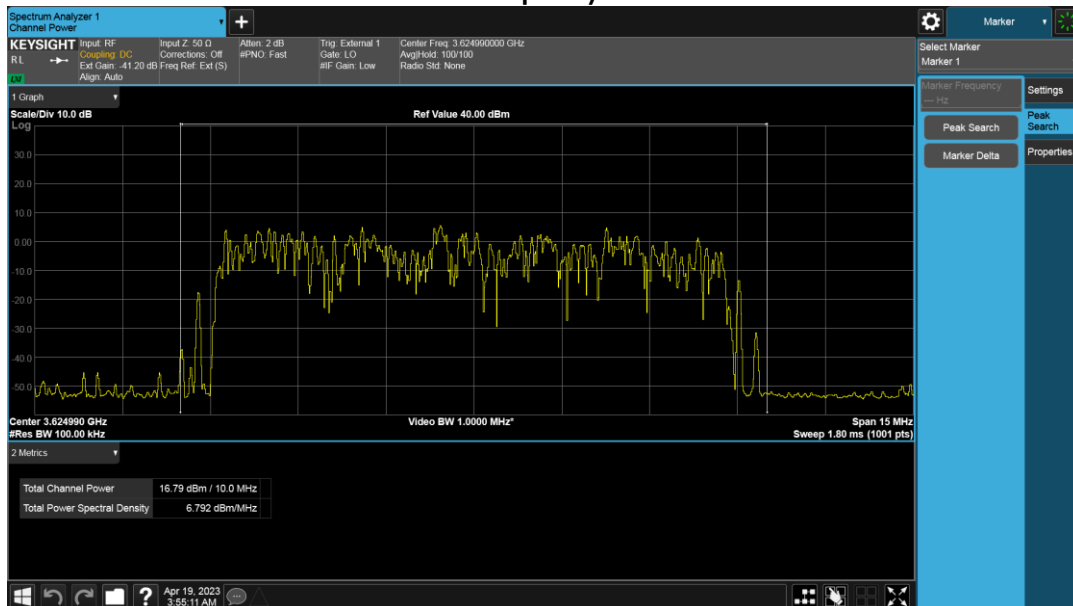 Spectrum Analyzer 1
Channel Power
Marker
KEYSIGHT
RL
Input: RF
Coupling: DC
Ext Gain: -41.20 dB
Align: Auto
Input Z: 50 Ω
Corrections: Off
Freq Ref: Ext (S)
Atten: 2 dB
#PNO: Fast
Trig: External 1
Gate: LO
#IF Gain: Low
Center Freq: 3.624990000 GHz
Avg|Hold: 100/100
Radio Std: None
Select Marker
Marker 1
Marker Frequency
--- Hz
Settings
Peak Search
Peak
Search
Marker Delta
Properties
1 Graph
Scale/Div 10.0 dB
Ref Value 40.00 dBm
Log
30.0
20.0
10.0
0.00
-10.0
-20.0
-30.0
-40.0
-50.0
Center 3.624990 GHz
#Res BW 100.00 kHz
Video BW 1.0000 MHz*
Span 15 MHz
Sweep 1.80 ms (1001 pts)
2 Metrics
Total Channel Power 16.79 dBm / 10.0 MHz
Total Power Spectral Density 6.792 dBm/MHz
?
Apr 19, 2023
3:55:11 AM